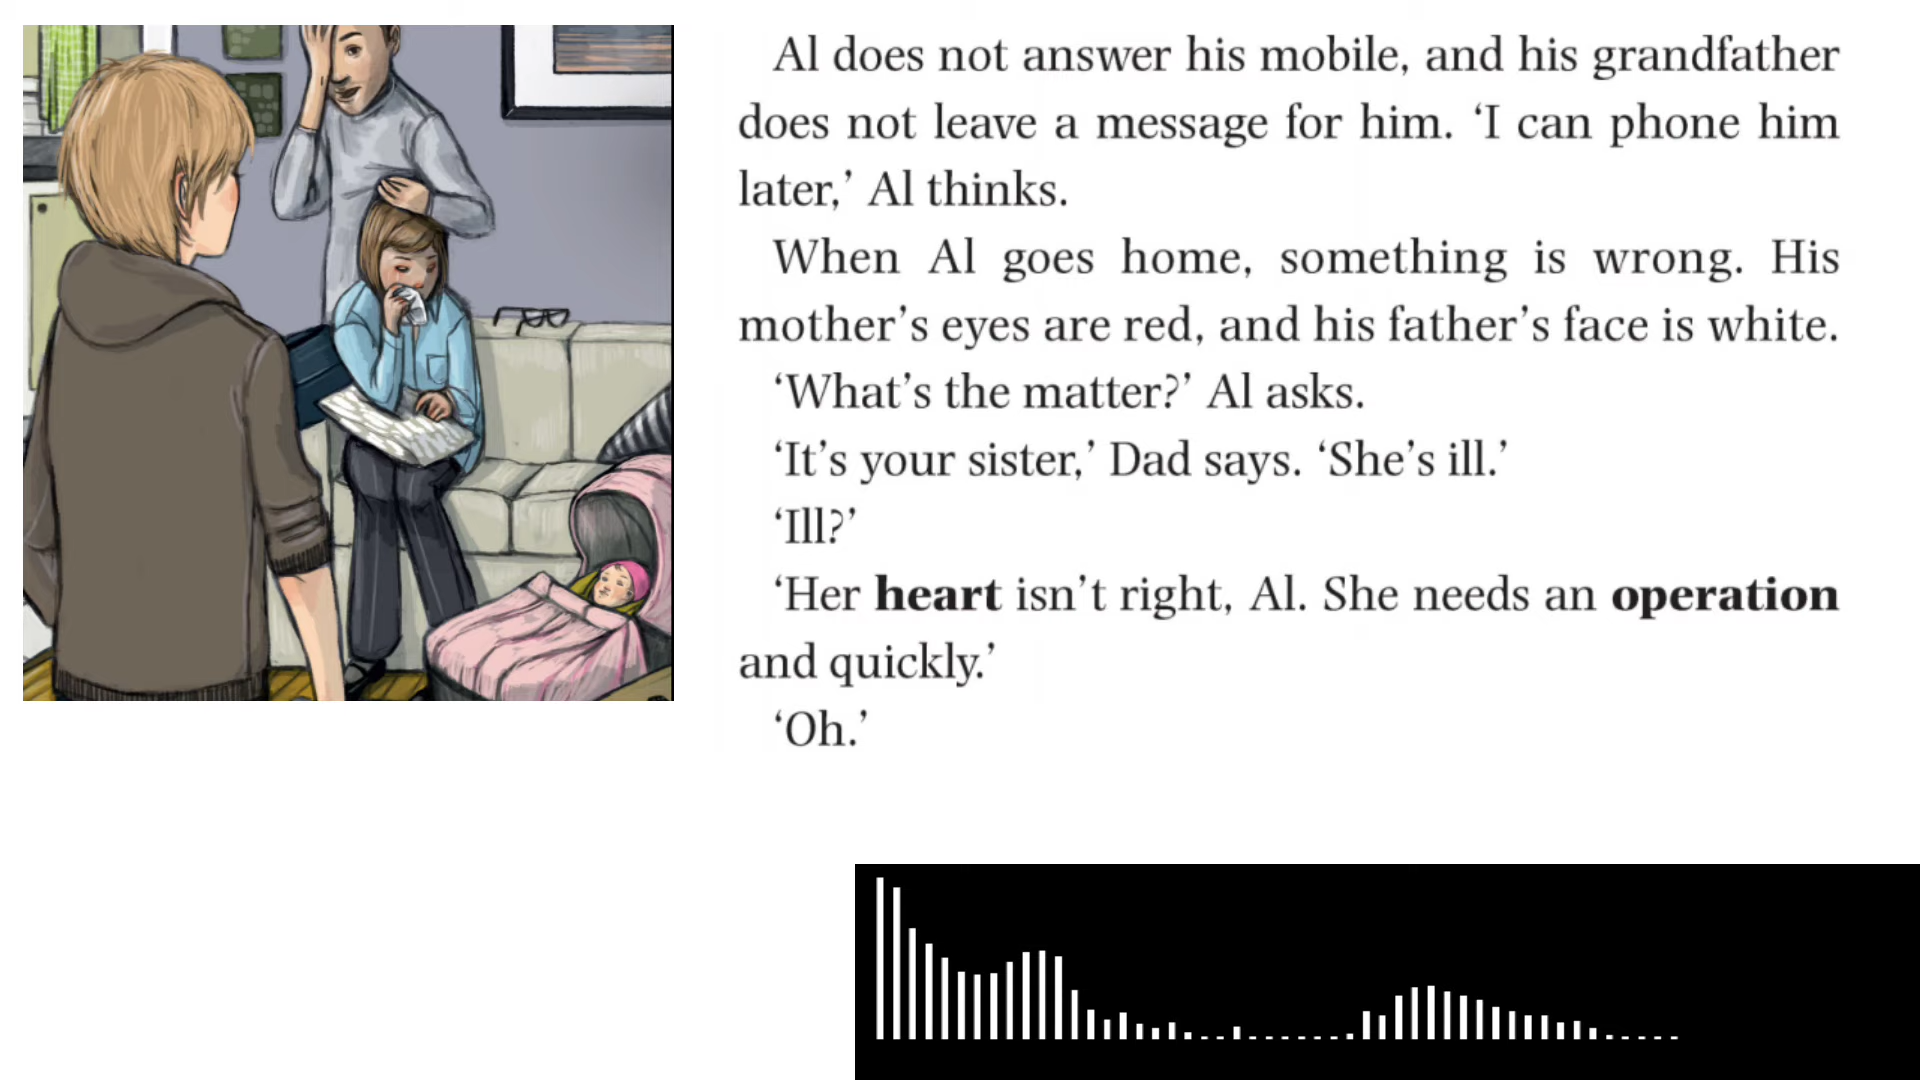 Al does not answer his mobile, and his grandfather
does not leave a message for him. ‘I can phone him
later,’ Al thinks.
When Al goes home, something is wrong. His
mother’s eyes are red, and his father’s face is white.
‘What’s the matter?’ Al asks.
‘It’s your sister,’ Dad says. ‘She’s ill.’
‘Ill?’
‘Her heart isn’t right, Al. She needs an operation
and quickly.’
‘Oh.’